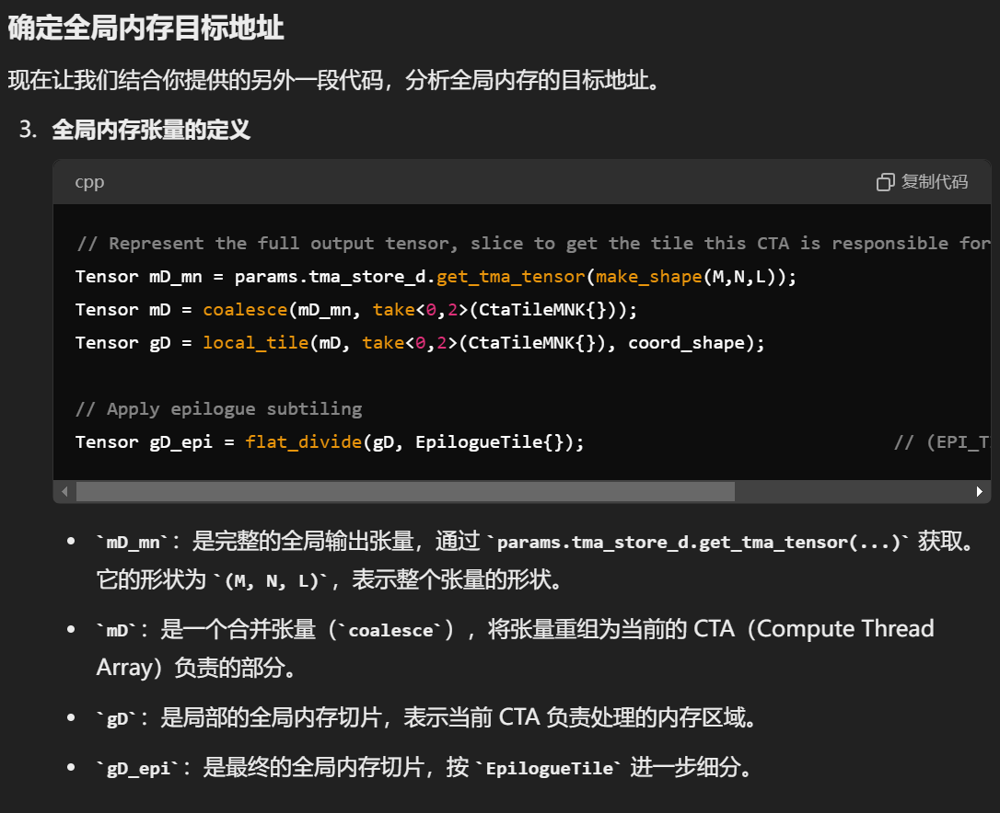 确定全局内存目标地址
现在让我们结合你提供的另外一段代码，分析全局内存的目标地址。
3. 全局内存张量的定义
cpp 复制代码
// Represent the full output tensor, slice to get the tile this CTA is responsible for
Tensor mD_mn = params.tma_store_d.get_tma_tensor(make_shape(M,N,L));
Tensor mD = coalesce(mD_mn, take<0,2>(CtaTileMNK{}));
Tensor gD = local_tile(mD, take<0,2>(CtaTileMNK{}), coord_shape);
// Apply epilogue subtiling
Tensor gD_epi = flat_divide(gD, EpilogueTile{}); // (EPI_T
• `mD_mn`：是完整的全局输出张量，通过 `params.tma_store_d.get_tma_tensor(...)` 获取。
它的形状为 `(M, N, L)`，表示整个张量的形状。
• `mD`：是一个合并张量（`coalesce`），将张量重组为当前的 CTA（Compute Thread
Array）负责的部分。
• `gD`：是局部的全局内存切片，表示当前 CTA 负责处理的内存区域。
• `gD_epi`：是最终的全局内存切片，按 `EpilogueTile` 进一步细分。